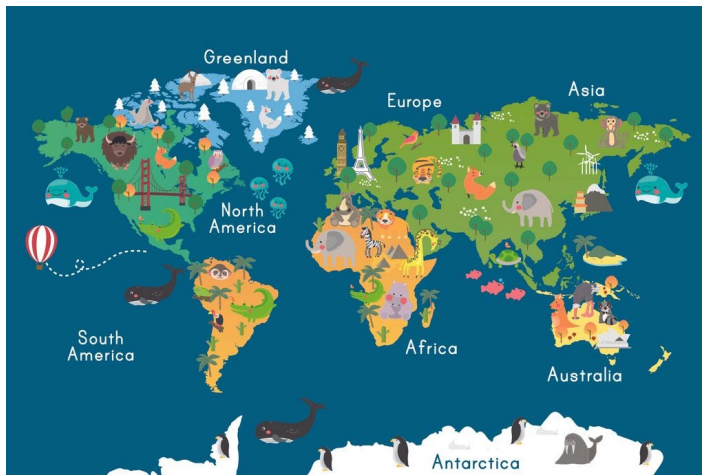 Greenland
Europe
Asia
North
America
South
America
Africa
Australia
Antarctica